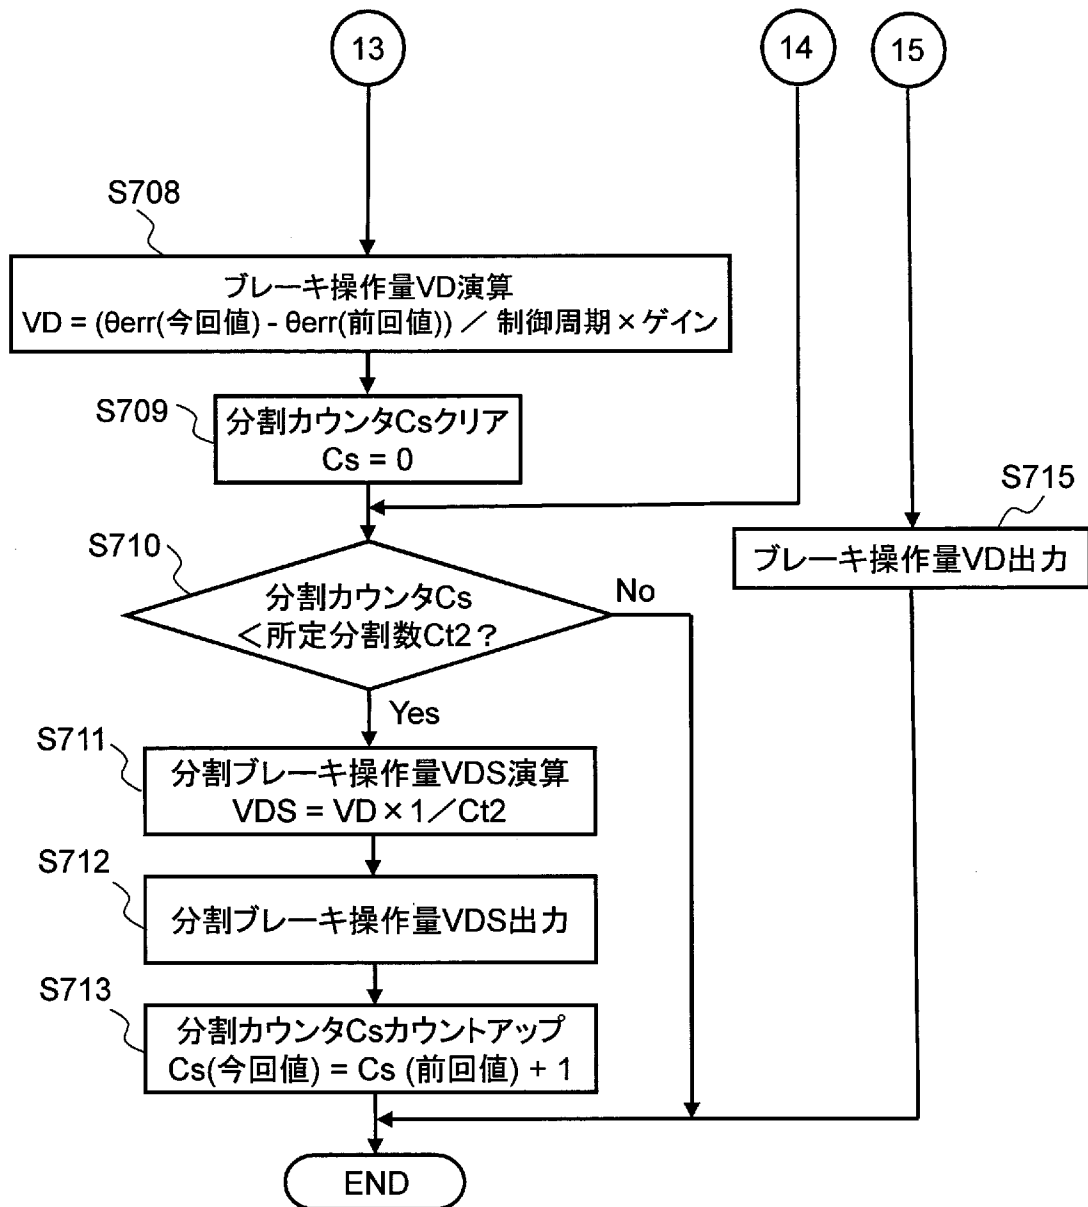 13
14
15
S708
ブレーキ操作量VD演算
VD = (θerr(今回値) - θerr(前回値)) ／ 制御周期×ゲイン
S709
分割カウンタCsクリア
Cs = 0
S715
ブレーキ操作量VD出力
S710
分割カウンタCs
＜所定分割数Ct2？
No
Yes
S711
分割ブレーキ操作量VDS演算
VDS = VD×1／Ct2
S712
分割ブレーキ操作量VDS出力
S713
分割カウンタCsカウントアップ
Cs(今回値) = Cs (前回値) + 1
END